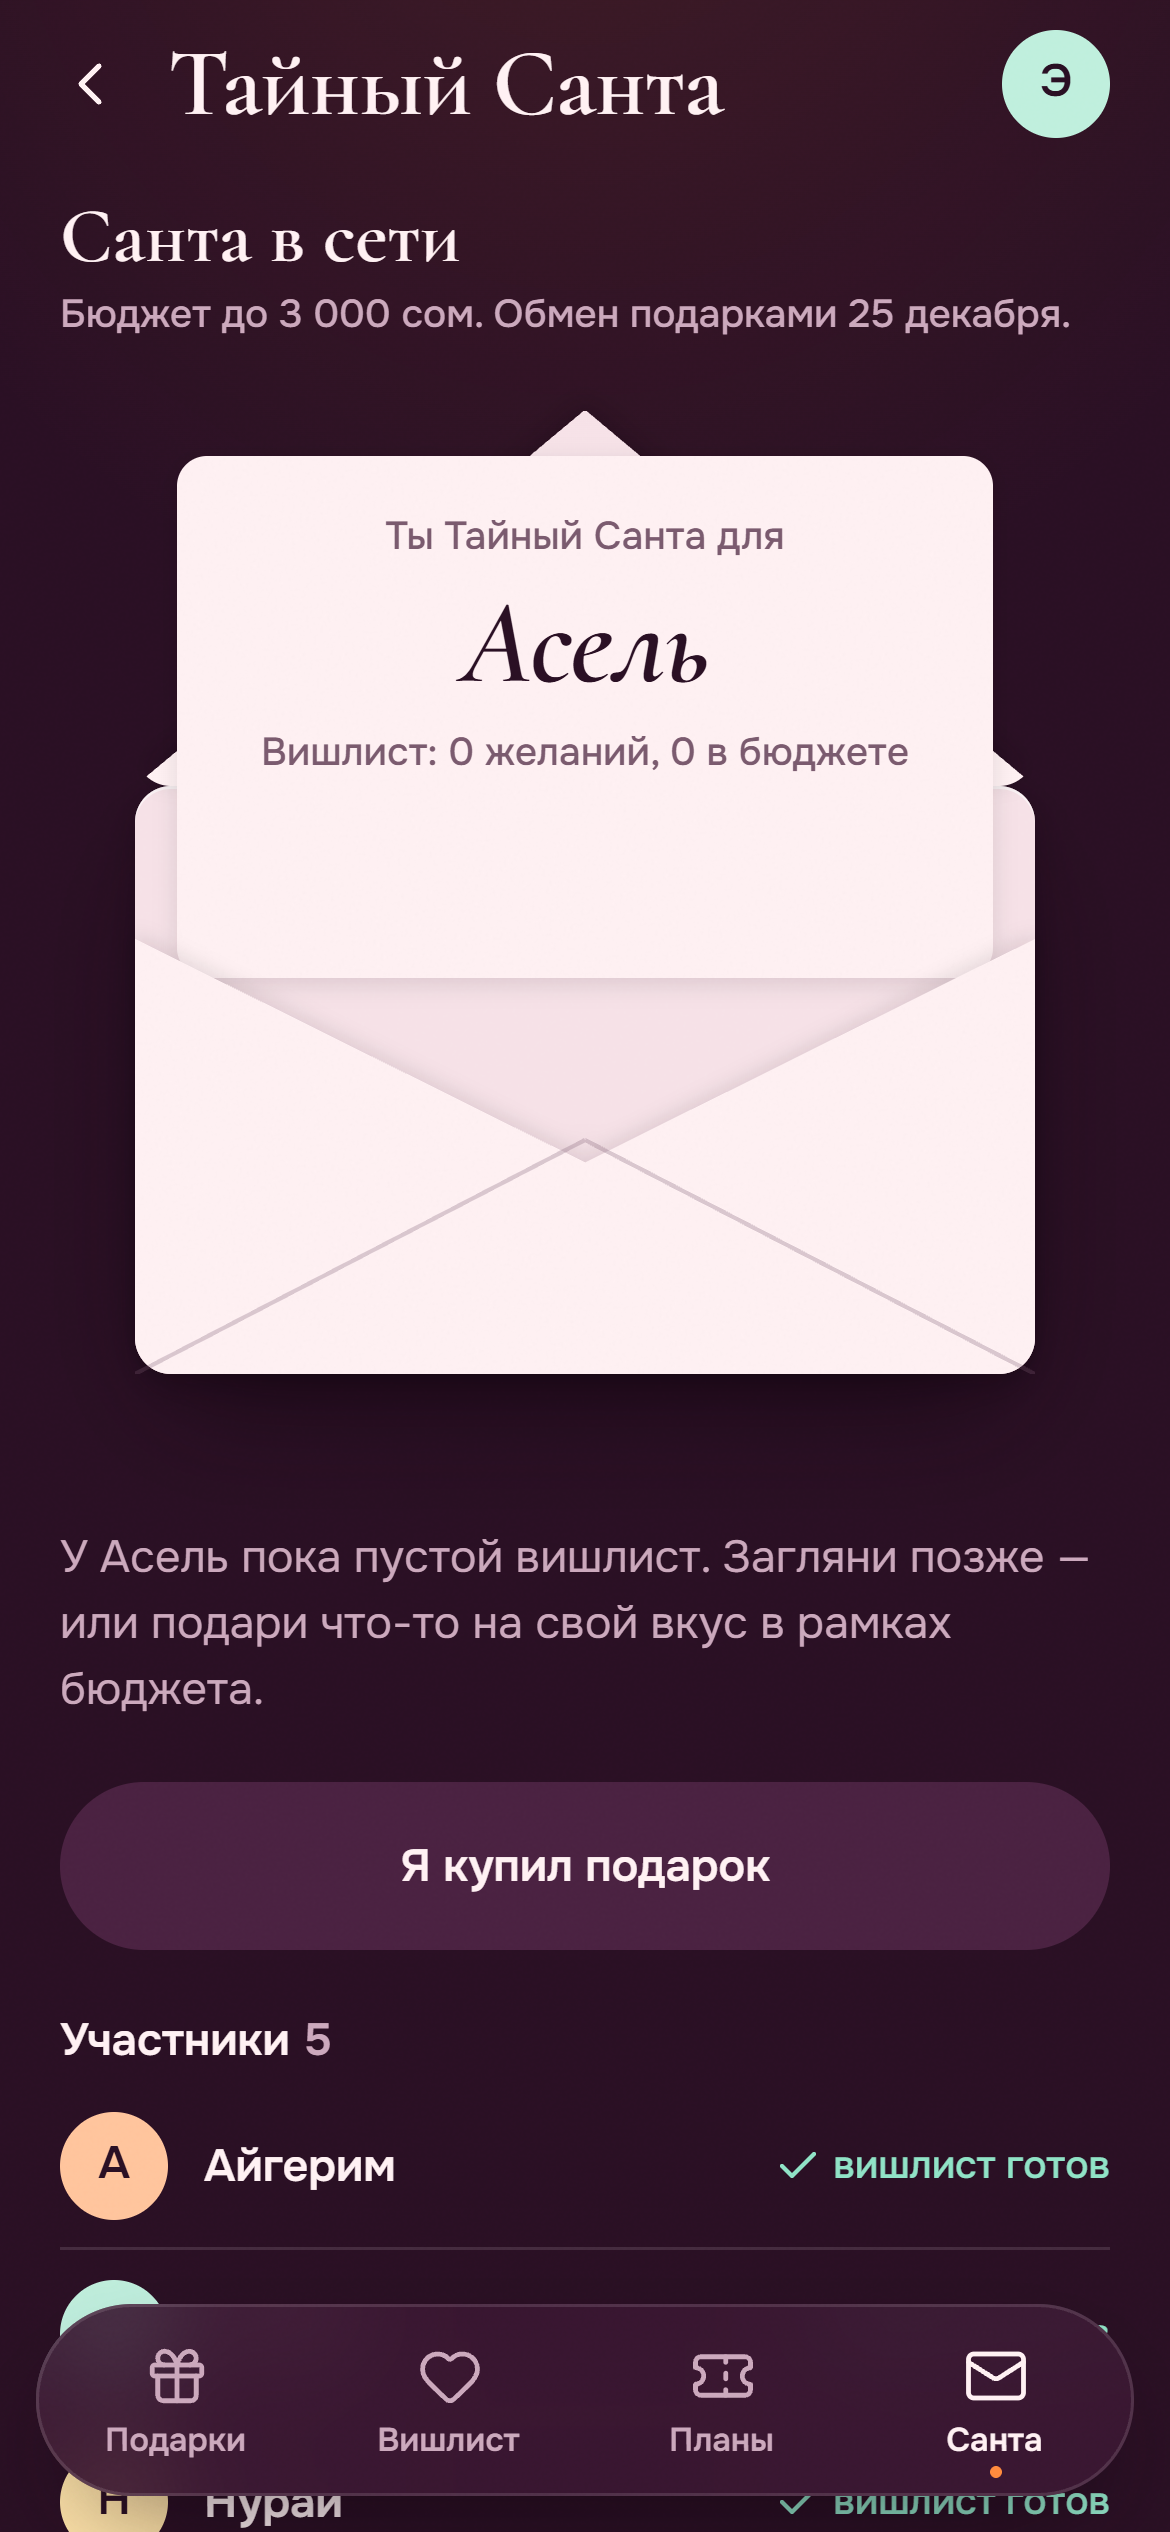 Тайный Санта
Э
Санта в сети
Бюджет до 3 000 сом. Обмен подарками 25 декабря.
Ты Тайный Санта для
Асель
Вишлист: 0 желаний, 0 в бюджете
У Асель пока пустой вишлист. Загляни позже —
или подари что-то на свой вкус в рамках
бюджета.
Я купил подарок
Участники 5
А
Айгерим
вишлист готов
Подарки
Вишлист
Планы
Санта
Н
Нурай
вишлист готов